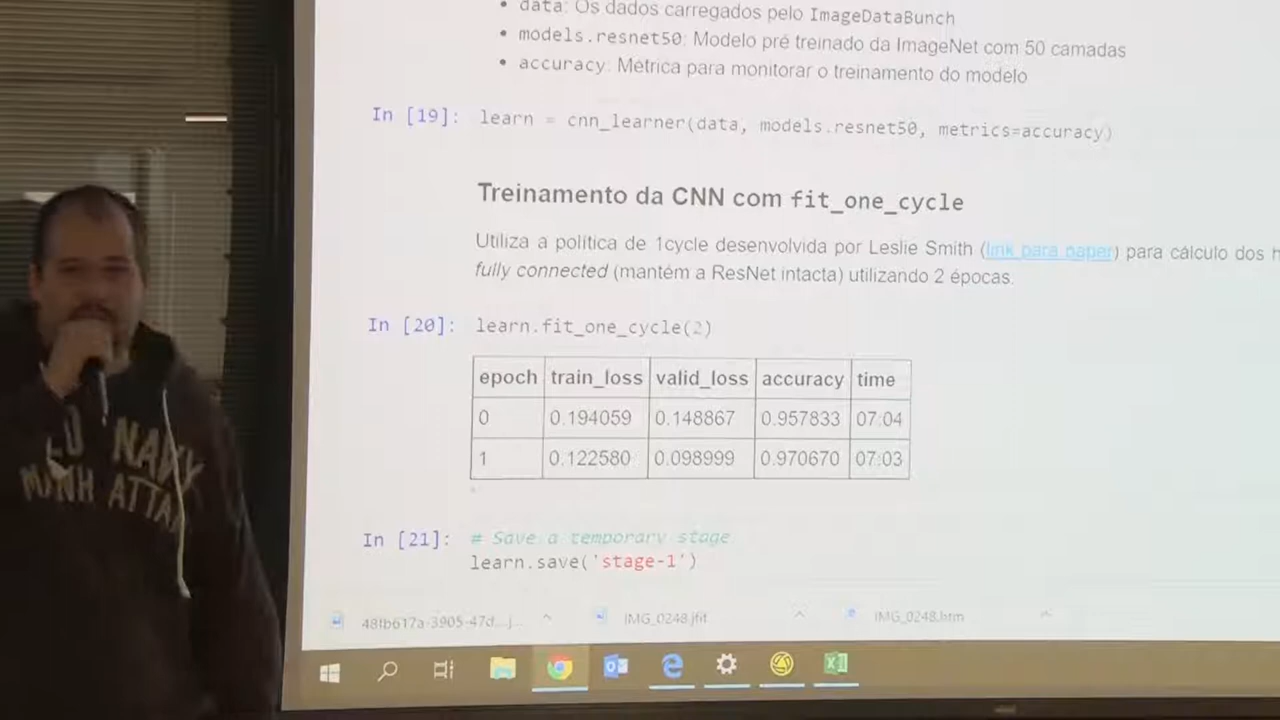 • data: Os dados carregados pelo ImageDataBunch
• models.resnet50: Modelo pré treinado da ImageNet com 50 camadas
• accuracy: Métrica para monitorar o treinamento do modelo
In [19]: learn = cnn_learner(data, models.resnet50, metrics=accuracy)
Treinamento da CNN com fit_one_cycle
Utiliza a política de 1cycle desenvolvida por Leslie Smith (link para paper) para cálculo dos h
fully connected (mantém a ResNet intacta) utilizando 2 épocas.
In [20]: learn.fit_one_cycle(2)
epoch train_loss valid_loss accuracy time
0 0.194059 0.148867 0.957833 07:04
1 0.122580 0.098999 0.970670 07:03
In [21]: # Save a temporary stage
learn.save('stage-1')
48fb617a-3905-47d....j... IMG_0248.jfif IMG_0248.htm
NAVY
ATTAN